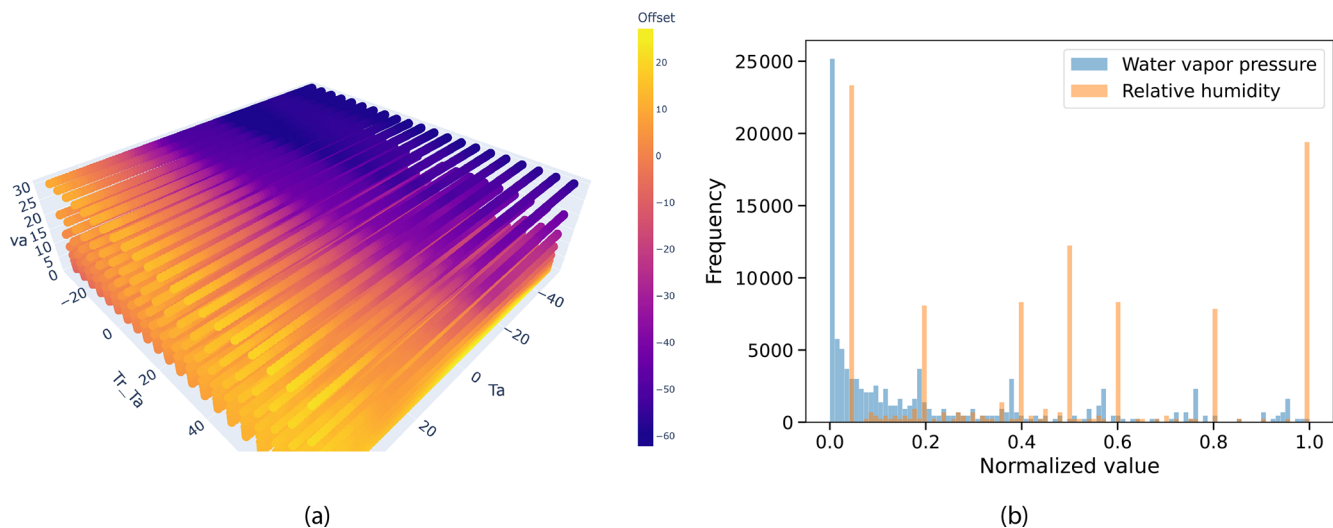 Offset
20
10
0
−10
−20
−30
−40
−50
−60
30
25
20
15
10
5
0
va
−20
0
20
40
Tr_Ta
−40
−20
0
20
Ta
(a)
25000
20000
15000
10000
5000
0
Frequency
Water vapor pressure
Relative humidity
0.0 0.2 0.4 0.6 0.8 1.0
Normalized value
(b)